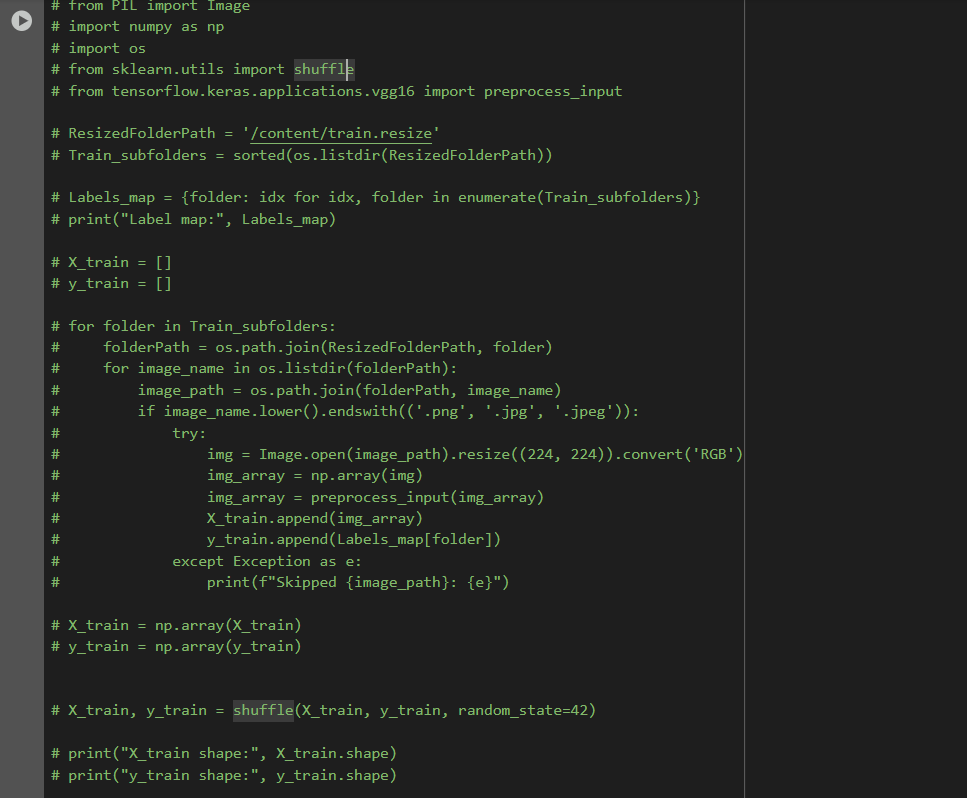 # from PIL import Image
# import numpy as np
# import os
# from sklearn.utils import shuffle
# from tensorflow.keras.applications.vgg16 import preprocess_input
# ResizedFolderPath = '/content/train.resize'
# Train_subfolders = sorted(os.listdir(ResizedFolderPath))
# Labels_map = {folder: idx for idx, folder in enumerate(Train_subfolders)}
# print("Label map:", Labels_map)
# X_train = []
# y_train = []
# for folder in Train_subfolders:
#     folderPath = os.path.join(ResizedFolderPath, folder)
#     for image_name in os.listdir(folderPath):
#         image_path = os.path.join(folderPath, image_name)
#         if image_name.lower().endswith(('.png', '.jpg', '.jpeg')):
#             try:
#                 img = Image.open(image_path).resize((224, 224)).convert('RGB')
#                 img_array = np.array(img)
#                 img_array = preprocess_input(img_array)
#                 X_train.append(img_array)
#                 y_train.append(Labels_map[folder])
#             except Exception as e:
#                 print(f"Skipped {image_path}: {e}")
# X_train = np.array(X_train)
# y_train = np.array(y_train)
# X_train, y_train = shuffle(X_train, y_train, random_state=42)
# print("X_train shape:", X_train.shape)
# print("y_train shape:", y_train.shape)